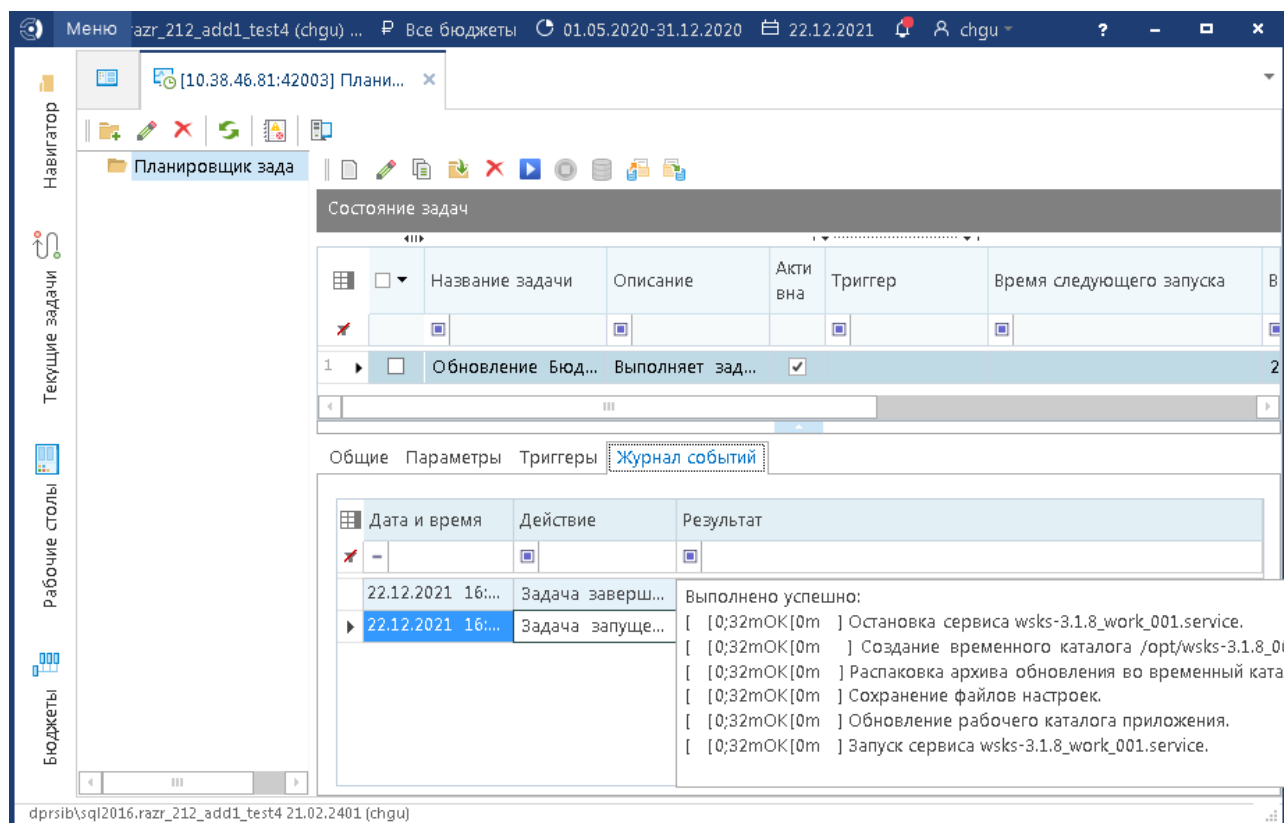 Меню azr_212_add1_test4 (chgu) ... ₽ Все бюджеты 01.05.2020-31.12.2020 22.12.2021 chgu ?
[10.38.46.81:42003] Плани...
Навигатор
Текущие задачи
Рабочие столы
Бюджеты
Планировщик зада
Состояние задач
Название задачи Описание Акти Триггер Время следующего запуска В
вна
1 Обновление Бюд... Выполняет зад... 2
Общие Параметры Триггеры Журнал событий
Дата и время Действие Результат
22.12.2021 16:... Задача заверш...
22.12.2021 16:... Задача запуще...
Выполнено успешно:
[ [0;32mOK[0m ] Остановка сервиса wsks-3.1.8_work_001.service.
[ [0;32mOK[0m ] Создание временного каталога /opt/wsks-3.1.8_0
[ [0;32mOK[0m ] Распаковка архива обновления во временный ката
[ [0;32mOK[0m ] Сохранение файлов настроек.
[ [0;32mOK[0m ] Обновление рабочего каталога приложения.
[ [0;32mOK[0m ] Запуск сервиса wsks-3.1.8_work_001.service.
dprsib\sql2016.razr_212_add1_test4 21.02.2401 (chgu)